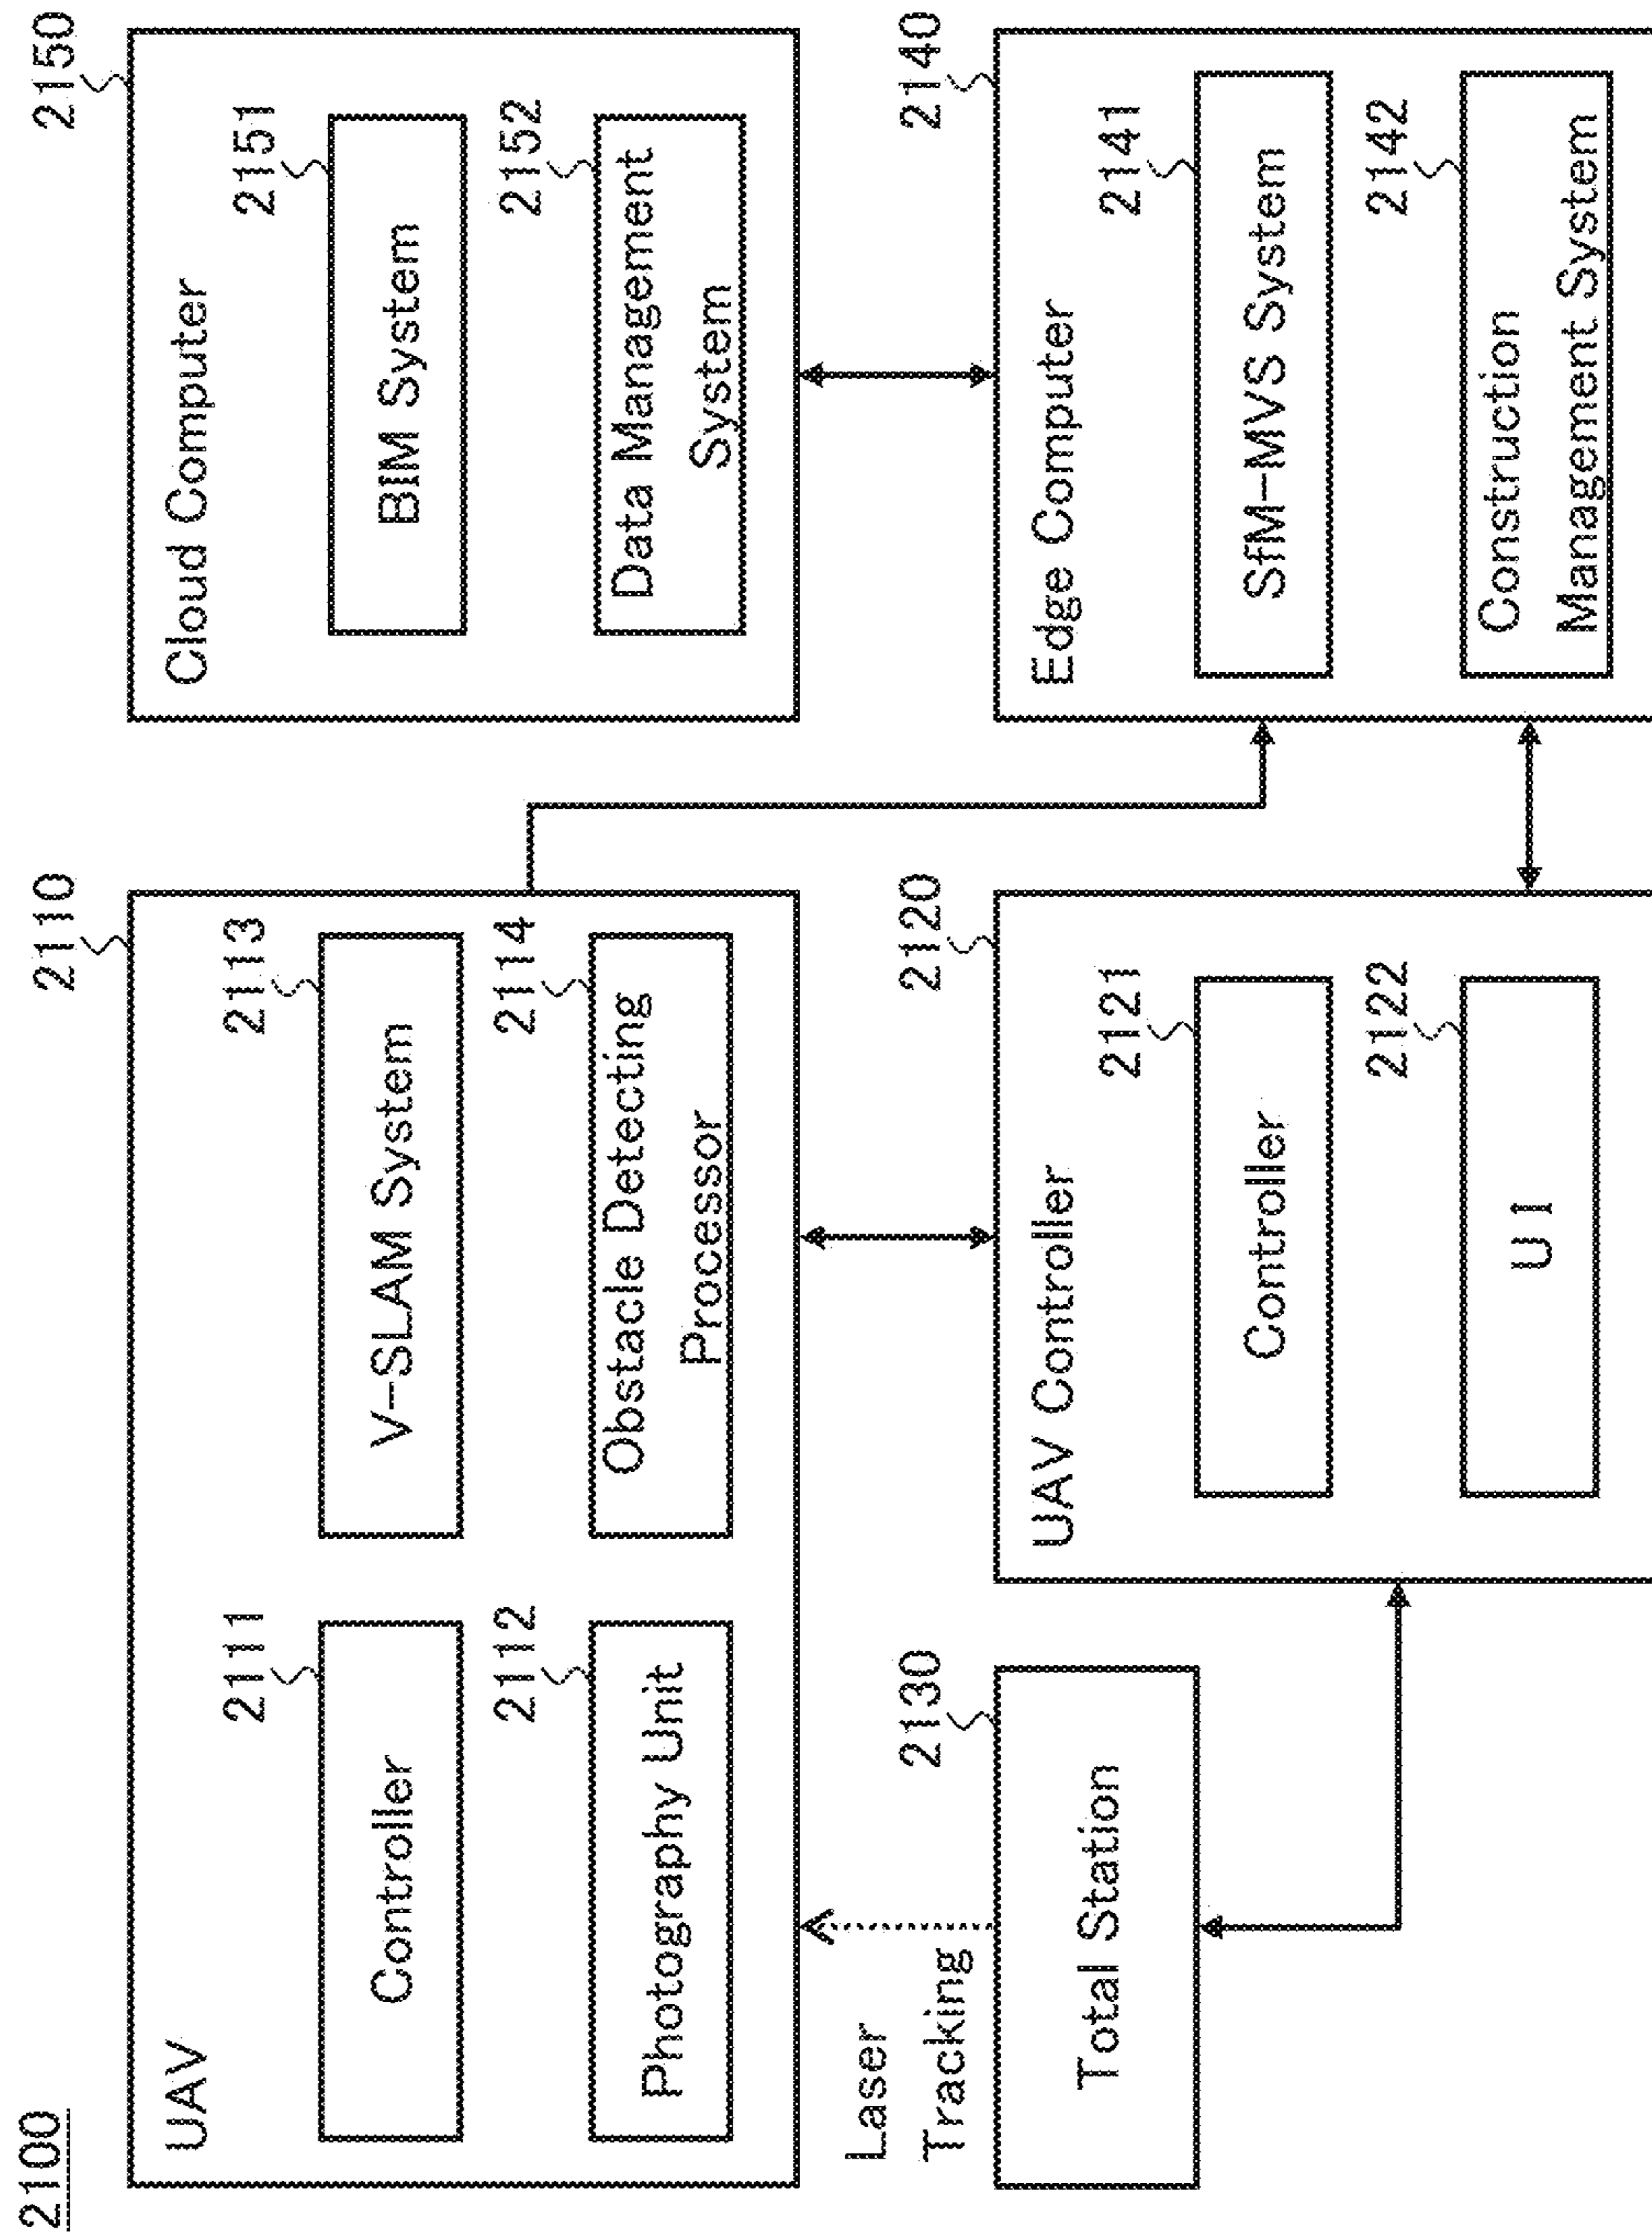 2100
2110
UAV
2111
Controller
2112
Photography Unit
2113
V-SLAM System
2114
Obstacle Detecting
Processor
2150
Cloud Computer
2151
BIM System
2152
Data Management
System
Laser
Tracking
2130
Total Station
2120
UAV Controller
2121
Controller
2122
UI
2140
Edge Computer
2141
SfM-MVS System
2142
Construction
Management System